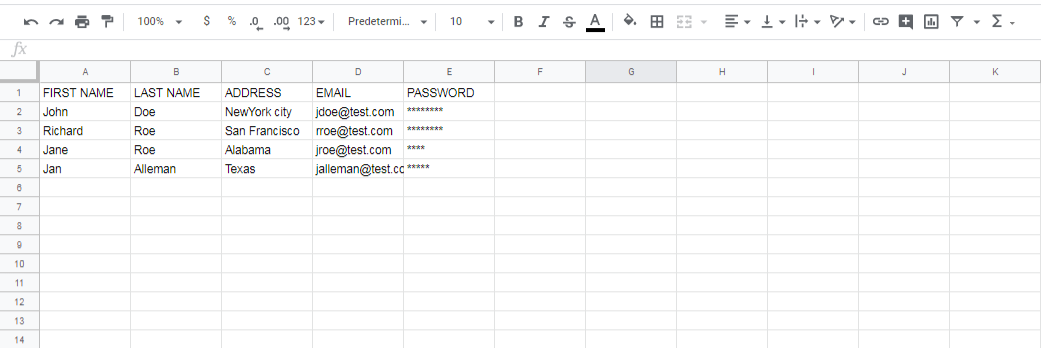 100% $ % .0 .00 123 Predetermi... 10 B I S A
fx
A B C D E F G H I J K
1 FIRST NAME LAST NAME ADDRESS EMAIL PASSWORD
2 John Doe NewYork city jdoe@test.com ********
3 Richard Roe San Francisco rroe@test.com ********
4 Jane Roe Alabama jroe@test.com ****
5 Jan Alleman Texas jalleman@test.cc *****
6
7
8
9
10
11
12
13
14